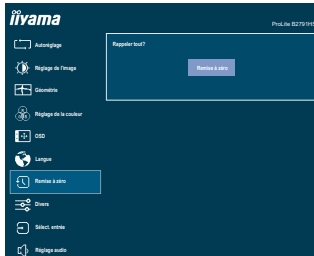 iiyama
ProLite B2791HS
Autoréglage
Rappeler tout?
Réglage de l'image
Remise à zéro
Géométrie
Réglage de la couleur
OSD
Langue
Remise à zéro
Divers
Sélect. entrée
Réglage audio